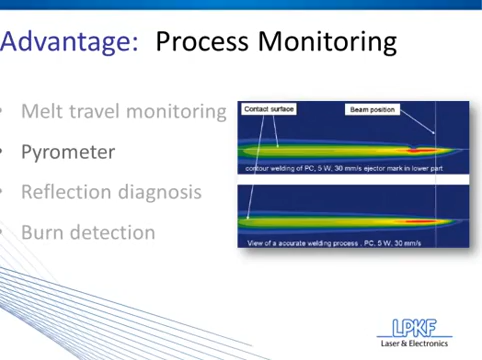 Advantage: Process Monitoring
• Melt travel monitoring
• Pyrometer
• Reflection diagnosis
• Burn detection
Contact surface
Beam position
contour welding of PC, 5 W, 30 mm/s ejector mark in lower part
View of a accurate welding process , PC, 5 W, 30 mm/s
LPKF
Laser & Electronics